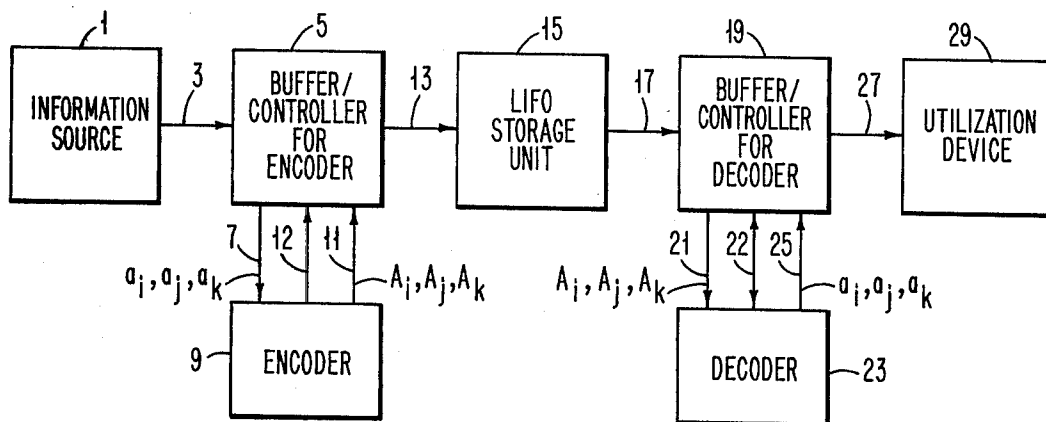 1
INFORMATION
SOURCE
3
5
BUFFER/
CONTROLLER
FOR
ENCODER
13
15
LIFO
STORAGE
UNIT
17
19
BUFFER/
CONTROLLER
FOR
DECODER
27
29
UTILIZATION
DEVICE
7
12
11
a_i, a_j, a_k
A_i, A_j, A_k
9
ENCODER
21
22
25
A_i, A_j, A_k
a_i, a_j, a_k
DECODER
23